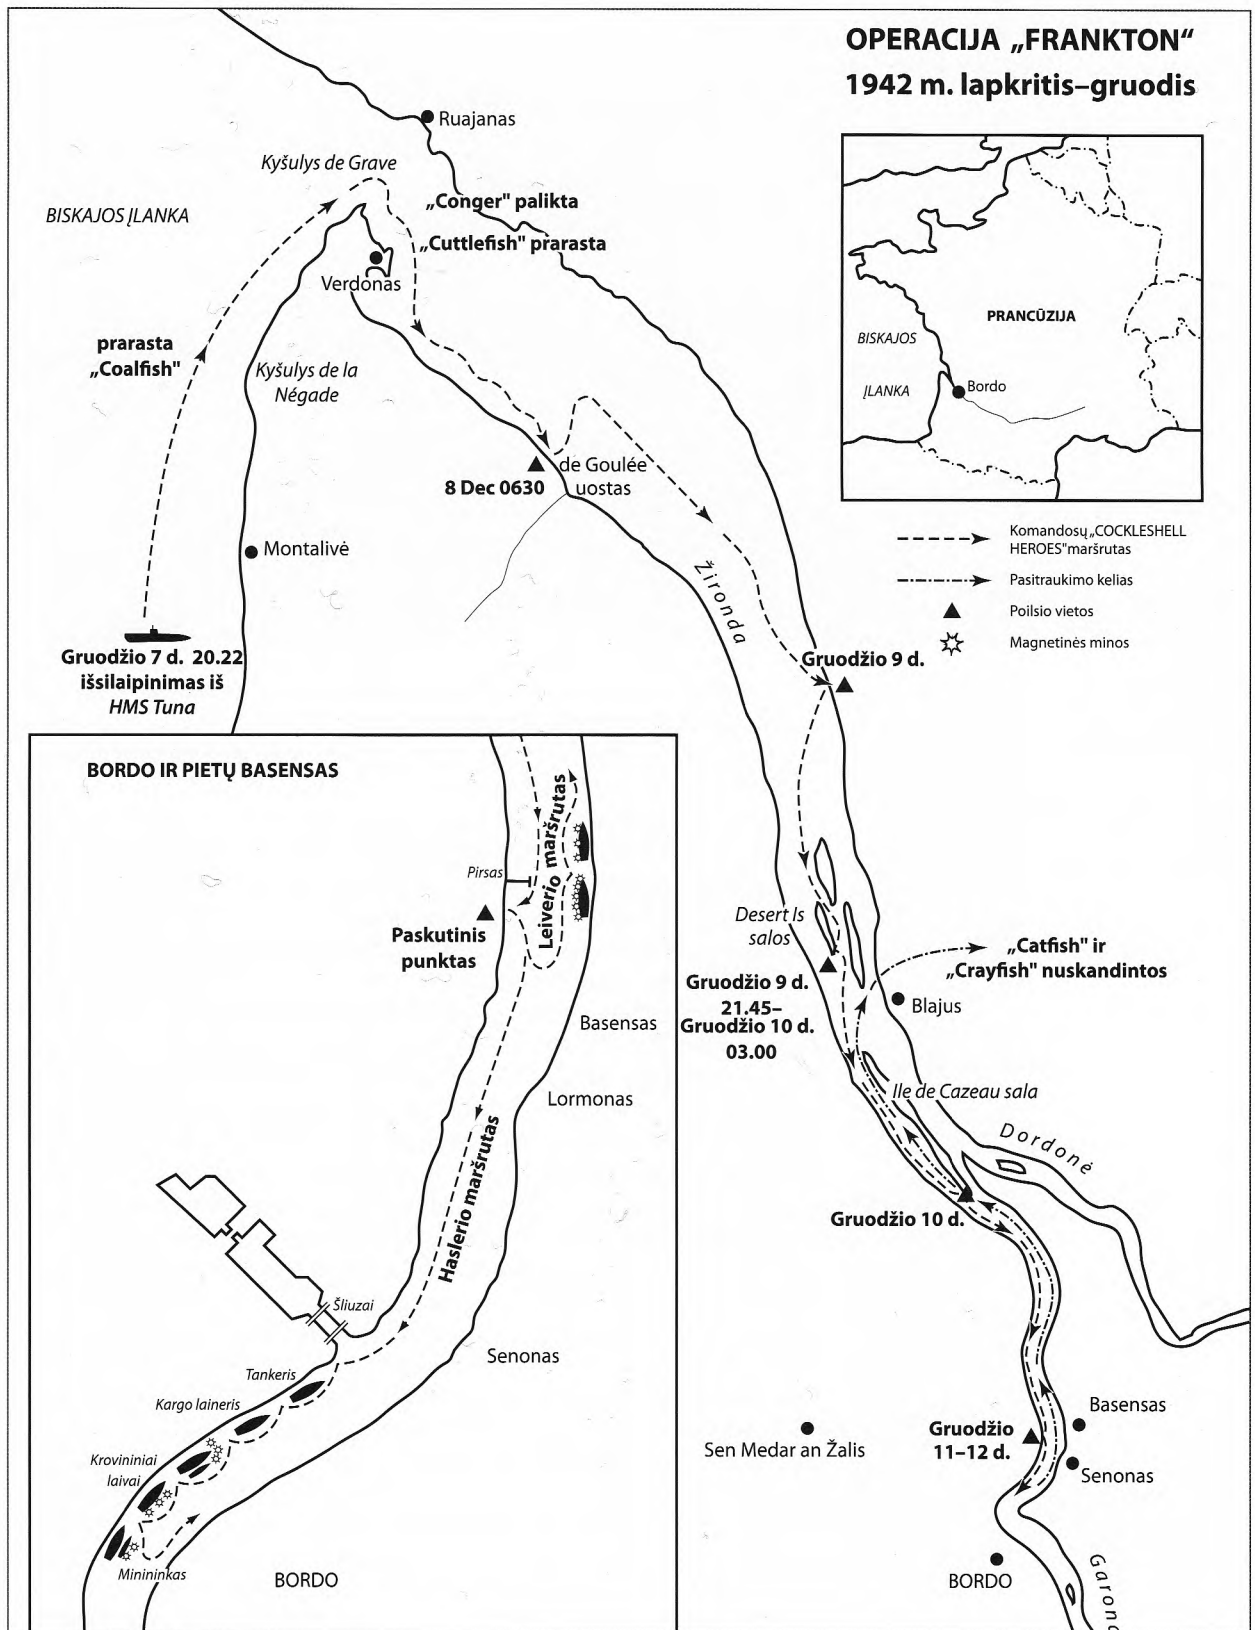 OPERACIJA „FRANKTON“
1942 m. lapkritis–gruodis
Ruajanas
Kyšulys de Grave
BISKAJOS ĮLANKA
„Conger" palikta
„Cuttlefish" prarasta
Verdonas
prarasta
„Coalfish"
Kyšulys de la
Négade
de Goulée
uostas
8 Dec 0630
Montalivė
Gruodžio 7 d. 20.22
išsilaipinimas iš
HMS Tuna
Žironda
PRANCŪZIJA
BISKAJOS
ĮLANKA
Bordo
Komandosų „COCKLESHELL
HEROES" maršrutas
Pasitraukimo kelias
Poilsio vietos
Magnetinės minos
Gruodžio 9 d.
Desert Is
salos
Gruodžio 9 d.
21.45–
Gruodžio 10 d.
03.00
„Catfish" ir
„Crayfish" nuskandintos
Blajus
Ile de Cazeau sala
Dordonė
Gruodžio 10 d.
Basensas
Gruodžio
11–12 d.
Sen Medar an Žalis
Senonas
BORDO
BORDO IR PIETŲ BASENSAS
Leiverio maršrutas
Pirsas
Paskutinis
punktas
Basensas
Lormonas
Haslerio maršrutas
Šliuzai
Senonas
Tankeris
Kargo laineris
Krovininiai
laivai
Minininkas
BORDO